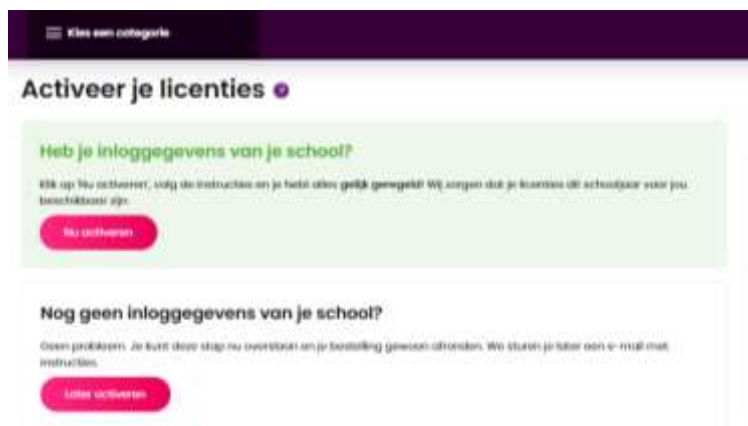 Kies een categorie
Activeer je licenties
Heb je inloggegevens van je school?
Klik op 'Nu activeren', volg de instructies en je hebt alles gelijk geregeld! Wij zorgen dat je licenties dit schooljaar voor jou
beschikbaar zijn.
Nu activeren
Nog geen inloggegevens van je school?
Geen probleem. Je kunt deze stap nu overslaan en je bestelling gewoon afronden. We sturen je later een e-mail met
instructies.
Later activeren